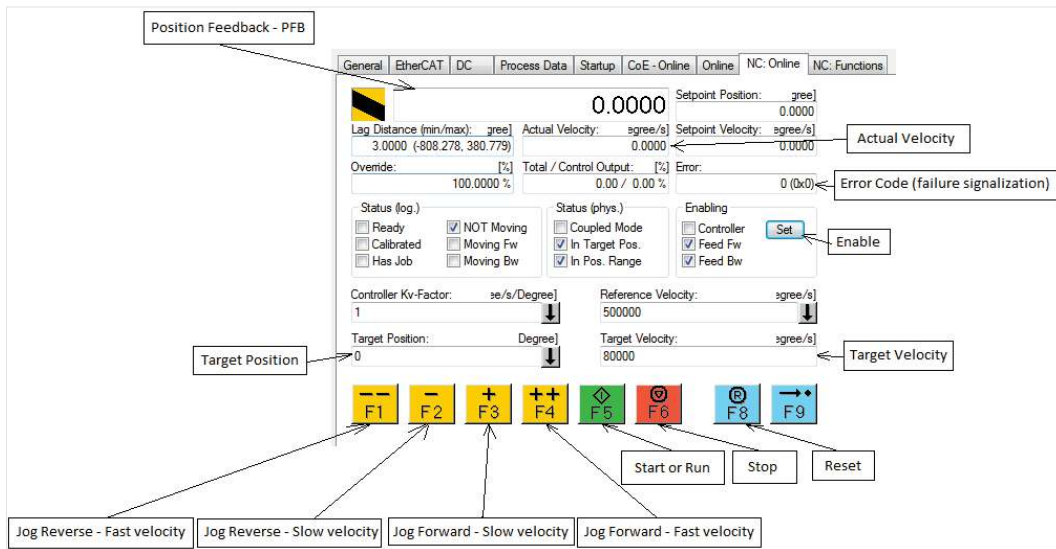 Position Feedback - PFB
General EtherCAT DC Process Data Startup CoE - Online Online NC: Online NC: Functions
0.0000
Setpoint Position: gree]
0.0000
Lag Distance (min/max): gree] Actual Velocity: egree/s] Setpoint Velocity: egree/s]
3.0000 (-808.278, 380.779) 0.0000 0.0000
Actual Velocity
Override: [%] Total / Control Output: [%] Error:
100.0000 % 0.00 / 0.00 % 0 (0x0)
Error Code (failure signalization)
Status (log.) Status (phys.) Enabling
Ready NOT Moving Coupled Mode Controller Set
Calibrated Moving Fw In Target Pos. Feed Fw
Has Job Moving Bw In Pos. Range Feed Bw
Enable
Controller Kv-Factor: ee/s/Degree] Reference Velocity: egree/s]
1 500000
Target Position: Degree] Target Velocity: egree/s]
0 80000
Target Position
Target Velocity
-- - + ++ R
F1 F2 F3 F4 F5 F6 F8 F9
Start or Run Stop Reset
Jog Reverse - Fast velocity Jog Reverse - Slow velocity Jog Forward - Slow velocity Jog Forward - Fast velocity